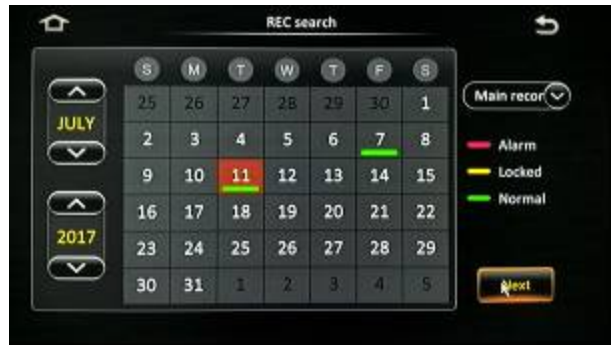 REC search
S M T W T F S
25 26 27 28 29 30 1
2 3 4 5 6 7 8
9 10 11 12 13 14 15
16 17 18 19 20 21 22
23 24 25 26 27 28 29
30 31 1 2 3 4 5
JULY
2017
Main recor
Alarm
Locked
Normal
Next